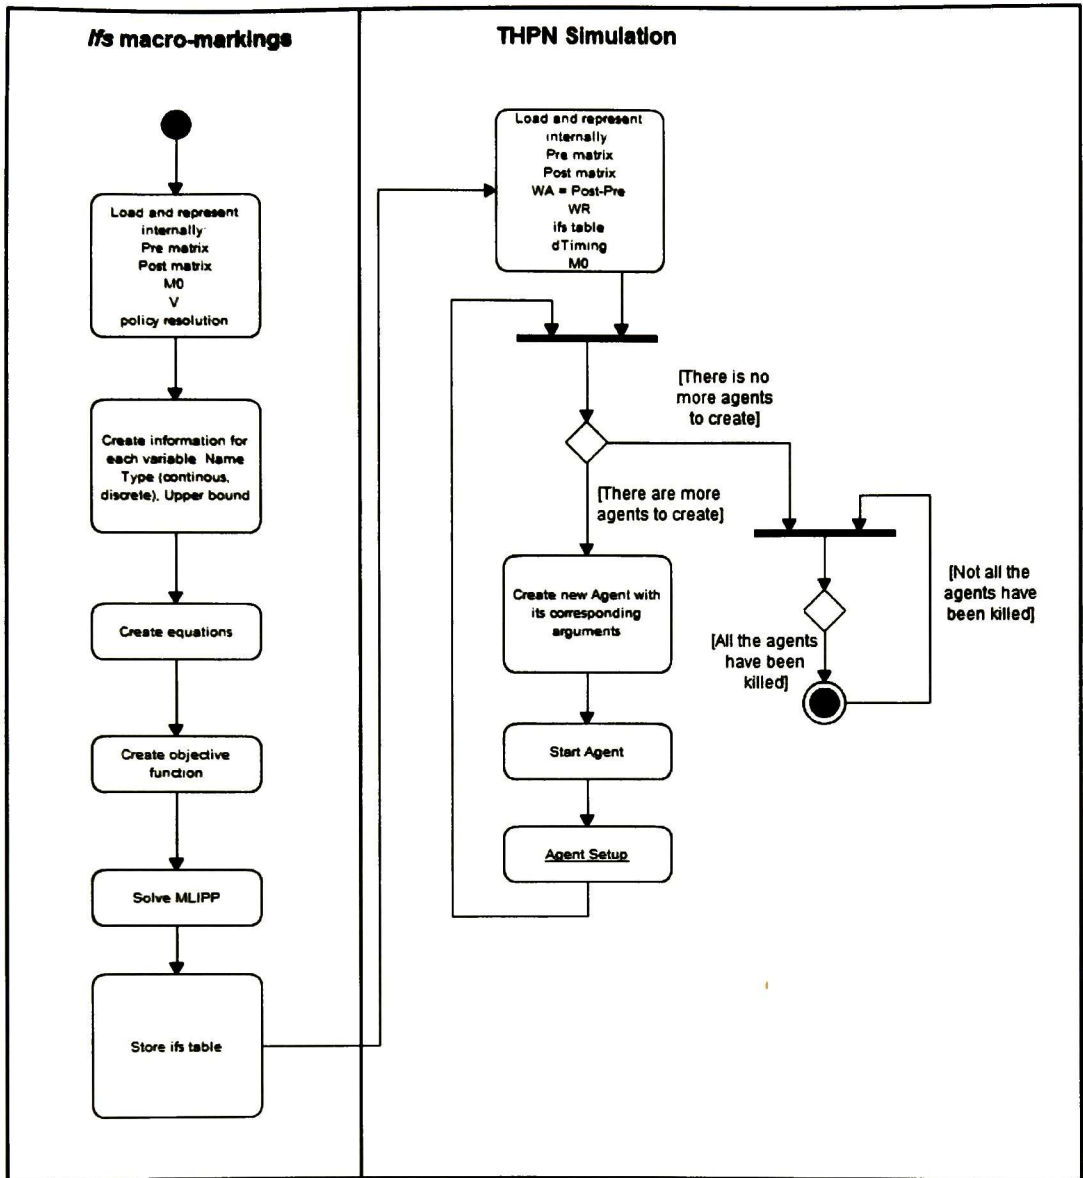 Ifs macro-markings
THPN Simulation
Load and represent
internally:
Pre matrix
Post matrix
M0
V
policy resolution
Create information for
each variable Name
Type (continous,
discrete), Upper bound
Create equations
Create objective
function
Solve MLIPP
Store ifs table
Load and represent
internally
Pre matrix
Post matrix
WA = Post-Pre
WR
ifs table
dTiming
M0
[There is no
more agents
to create]
[There are more
agents to create]
Create new Agent with
its corresponding
arguments
Start Agent
Agent Setup
[All the agents
have been
killed]
[Not all the
agents have
been killed]